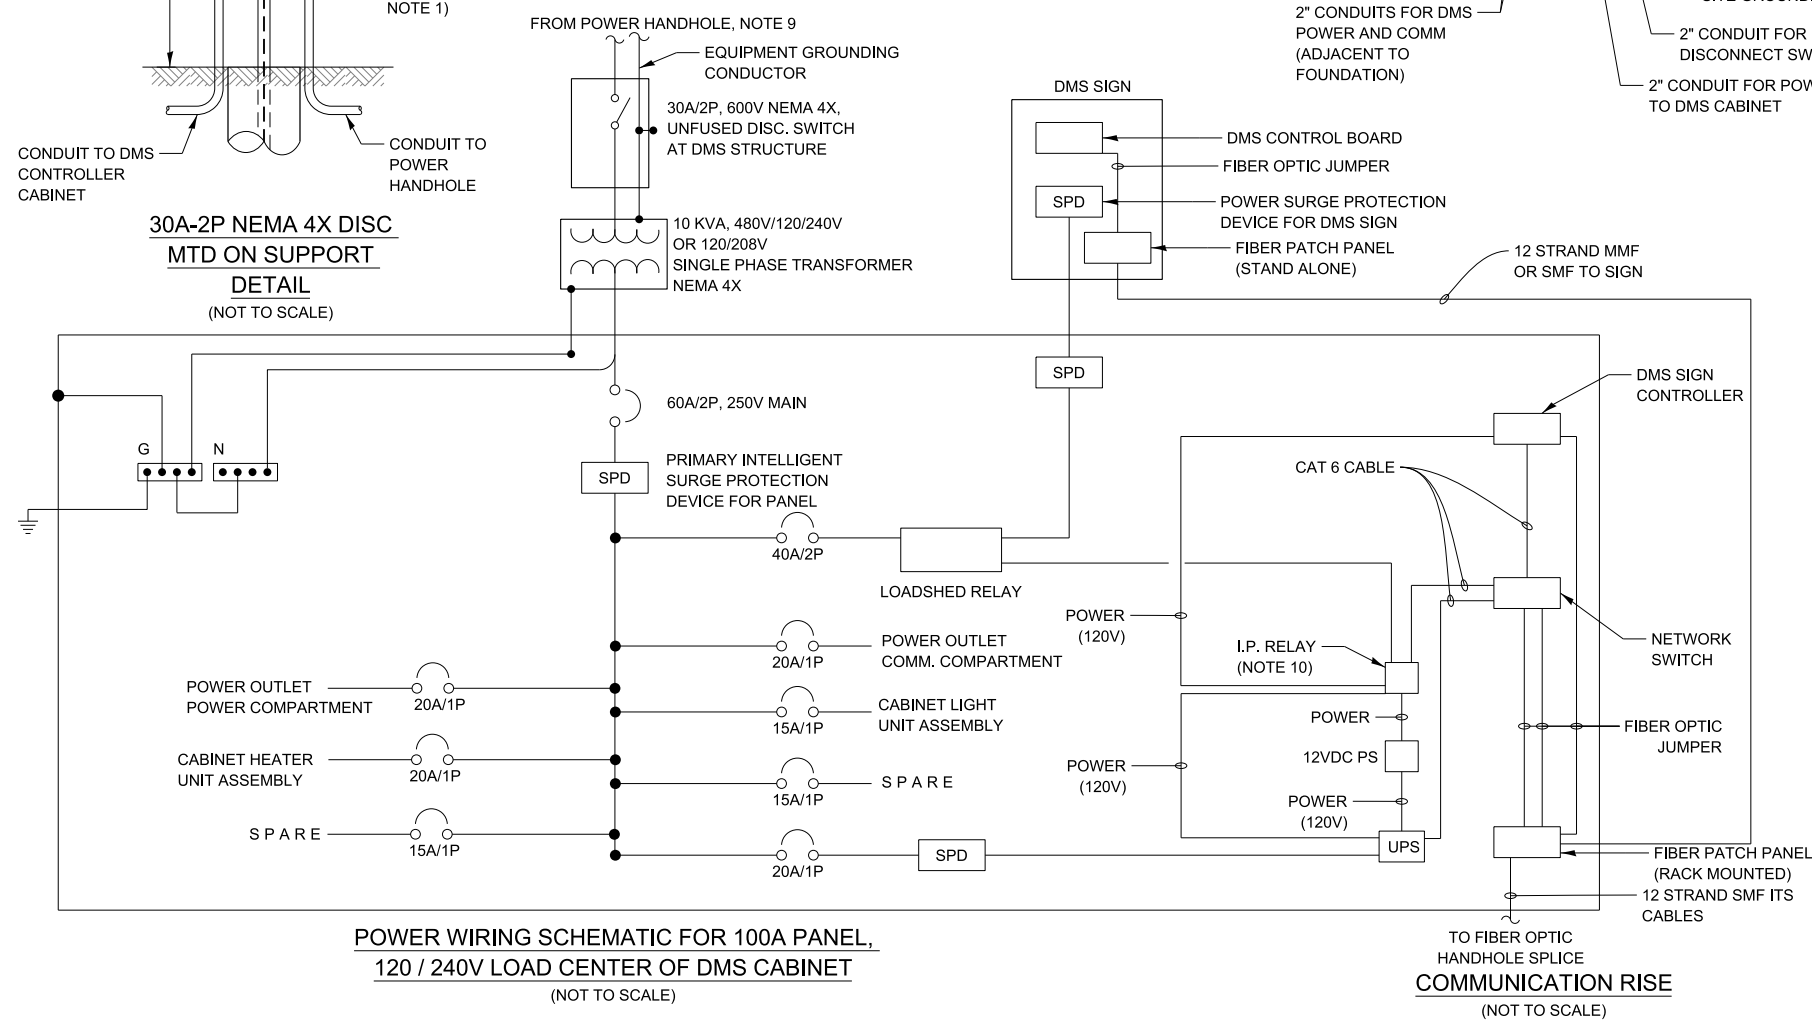 NOTE 1)
CONDUIT TO DMS
CONTROLLER
CABINET
CONDUIT TO
POWER
HANDHOLE
30A-2P NEMA 4X DISC
MTD ON SUPPORT
DETAIL
(NOT TO SCALE)
FROM POWER HANDHOLE, NOTE 9
EQUIPMENT GROUNDING
CONDUCTOR
30A/2P, 600V NEMA 4X,
UNFUSED DISC. SWITCH
AT DMS STRUCTURE
10 KVA, 480V/120/240V
OR 120/208V
SINGLE PHASE TRANSFORMER
NEMA 4X
2" CONDUITS FOR DMS
POWER AND COMM
(ADJACENT TO
FOUNDATION)
2" CONDUIT FOR
DISCONNECT SW
2" CONDUIT FOR POW
TO DMS CABINET
DMS SIGN
DMS CONTROL BOARD
FIBER OPTIC JUMPER
SPD
POWER SURGE PROTECTION
DEVICE FOR DMS SIGN
FIBER PATCH PANEL
(STAND ALONE)
12 STRAND MMF
OR SMF TO SIGN
SPD
G
N
60A/2P, 250V MAIN
SPD
PRIMARY INTELLIGENT
SURGE PROTECTION
DEVICE FOR PANEL
40A/2P
LOADSHED RELAY
20A/1P
POWER OUTLET
COMM. COMPARTMENT
POWER OUTLET
POWER COMPARTMENT
20A/1P
15A/1P
CABINET LIGHT
UNIT ASSEMBLY
CABINET HEATER
UNIT ASSEMBLY
20A/1P
15A/1P
SPARE
SPARE
15A/1P
20A/1P
SPD
DMS SIGN
CONTROLLER
CAT 6 CABLE
POWER
(120V)
I.P. RELAY
(NOTE 10)
NETWORK
SWITCH
POWER
12VDC PS
POWER
(120V)
POWER
(120V)
UPS
FIBER OPTIC
JUMPER
FIBER PATCH PANEL
(RACK MOUNTED)
12 STRAND SMF ITS
CABLES
TO FIBER OPTIC
HANDHOLE SPLICE
POWER WIRING SCHEMATIC FOR 100A PANEL,
120 / 240V LOAD CENTER OF DMS CABINET
(NOT TO SCALE)
COMMUNICATION RISE
(NOT TO SCALE)